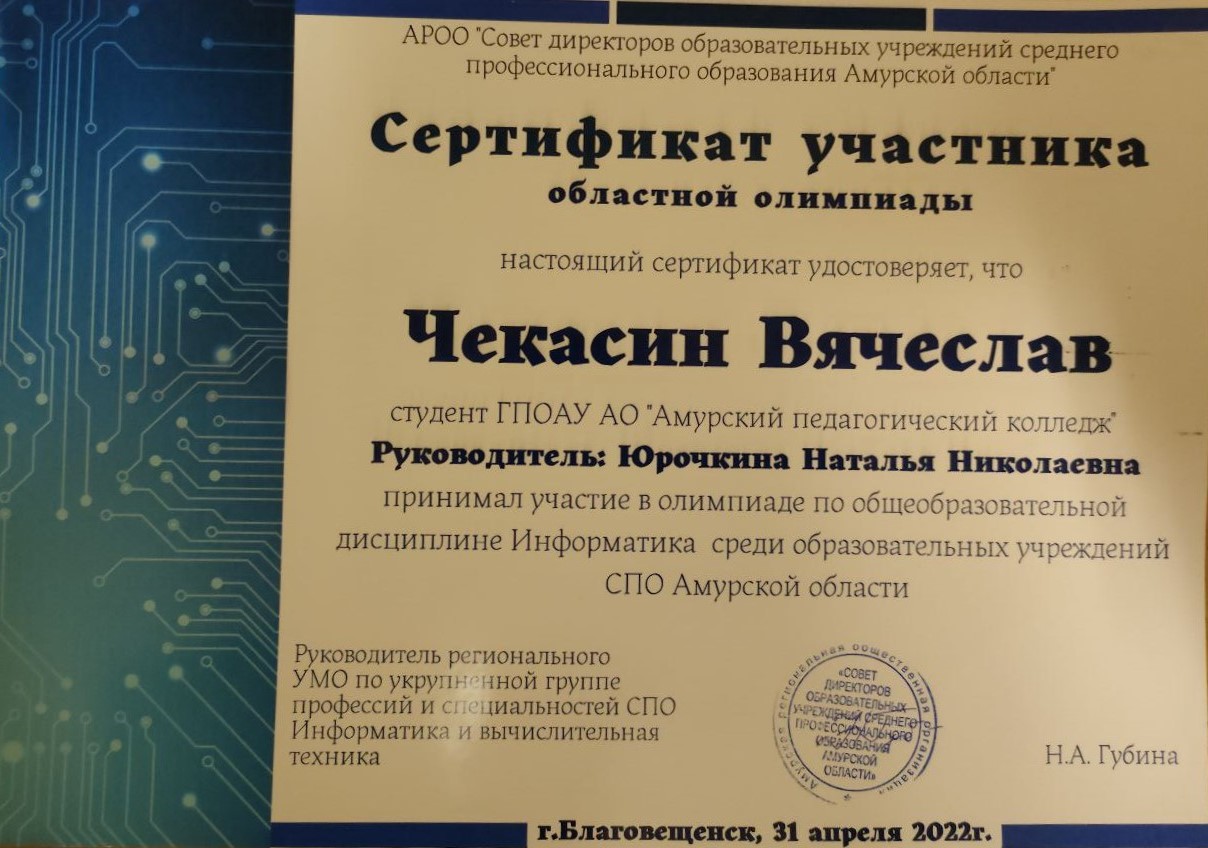 АРОО "Совет директоров образовательных учреждений среднего
профессионального образования Амурской области"
Сертификат участника
областной олимпиады
настоящий сертификат удостоверяет, что
Чекасин Вячеслав
студент ГПОАУ АО "Амурский педагогический колледж"
Руководитель: Юрочкина Наталья Николаевна
принимал участие в олимпиаде по общеобразовательной
дисциплине Информатика среди образовательных учреждений
СПО Амурской области
Руководитель регионального
УМО по укрупненной группе
профессий и специальностей СПО
Информатика и вычислительная
техника
Амурская региональная общественная организация
«СОВЕТ
ДИРЕКТОРОВ
ОБРАЗОВАТЕЛЬНЫХ
УЧРЕЖДЕНИЙ СРЕДНЕГО
ПРОФЕССИОНАЛЬНОГО
ОБРАЗОВАНИЯ
АМУРСКОЙ
ОБЛАСТИ»
Н.А. Губина
г.Благовещенск, 31 апреля 2022г.